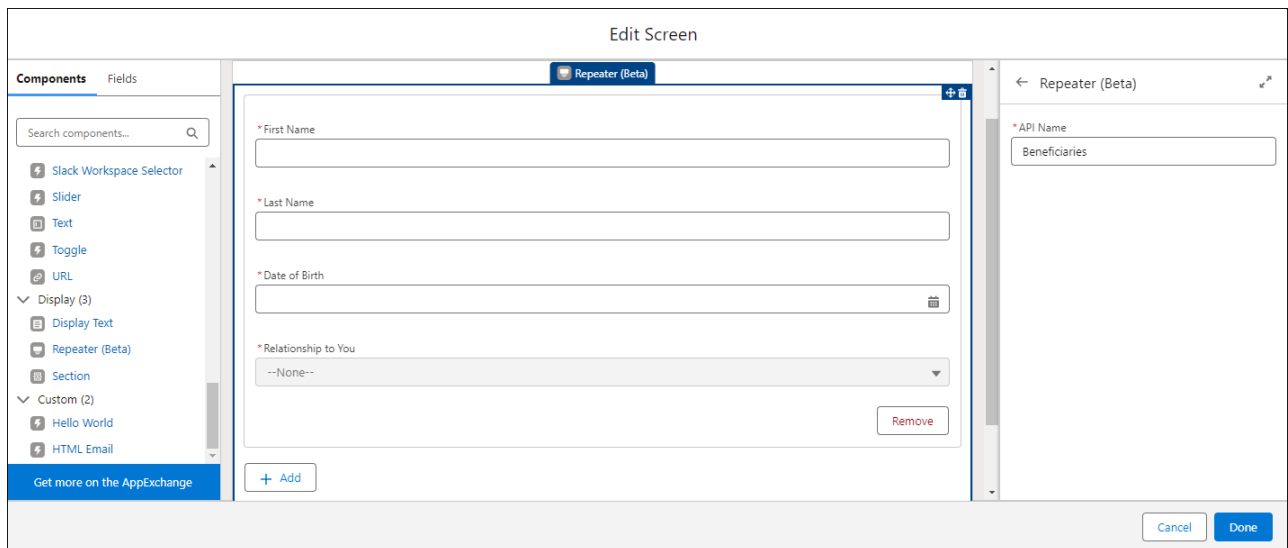 Edit Screen
Components Fields
Search components...
Slack Workspace Selector
Slider
Text
Toggle
URL
Display (3)
Display Text
Repeater (Beta)
Section
Custom (2)
Hello World
HTML Email
Get more on the AppExchange
Repeater (Beta)
*First Name
*Last Name
*Date of Birth
*Relationship to You
--None--
Remove
+ Add
Repeater (Beta)
*API Name
Beneficiaries
Cancel Done